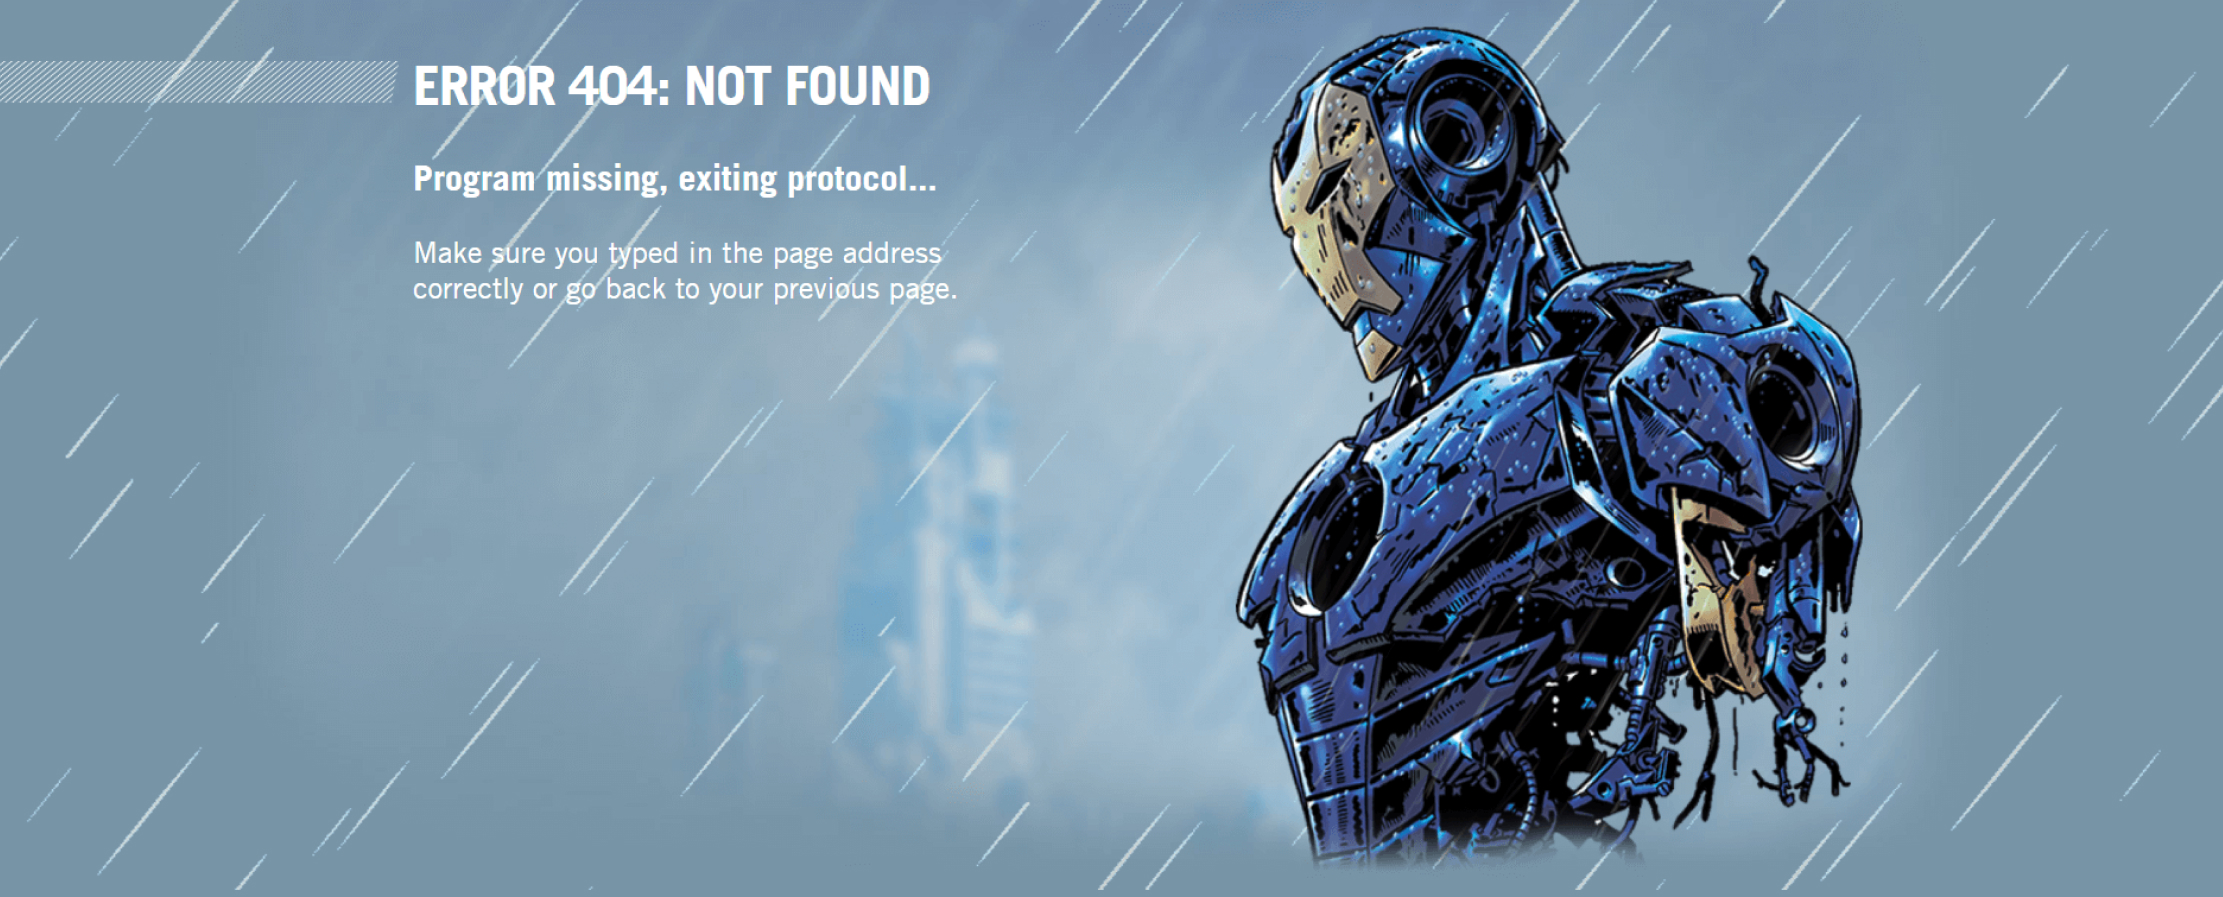 ERROR 404: NOT FOUND
Program missing, exiting protocol...
Make sure you typed in the page address
correctly or go back to your previous page.